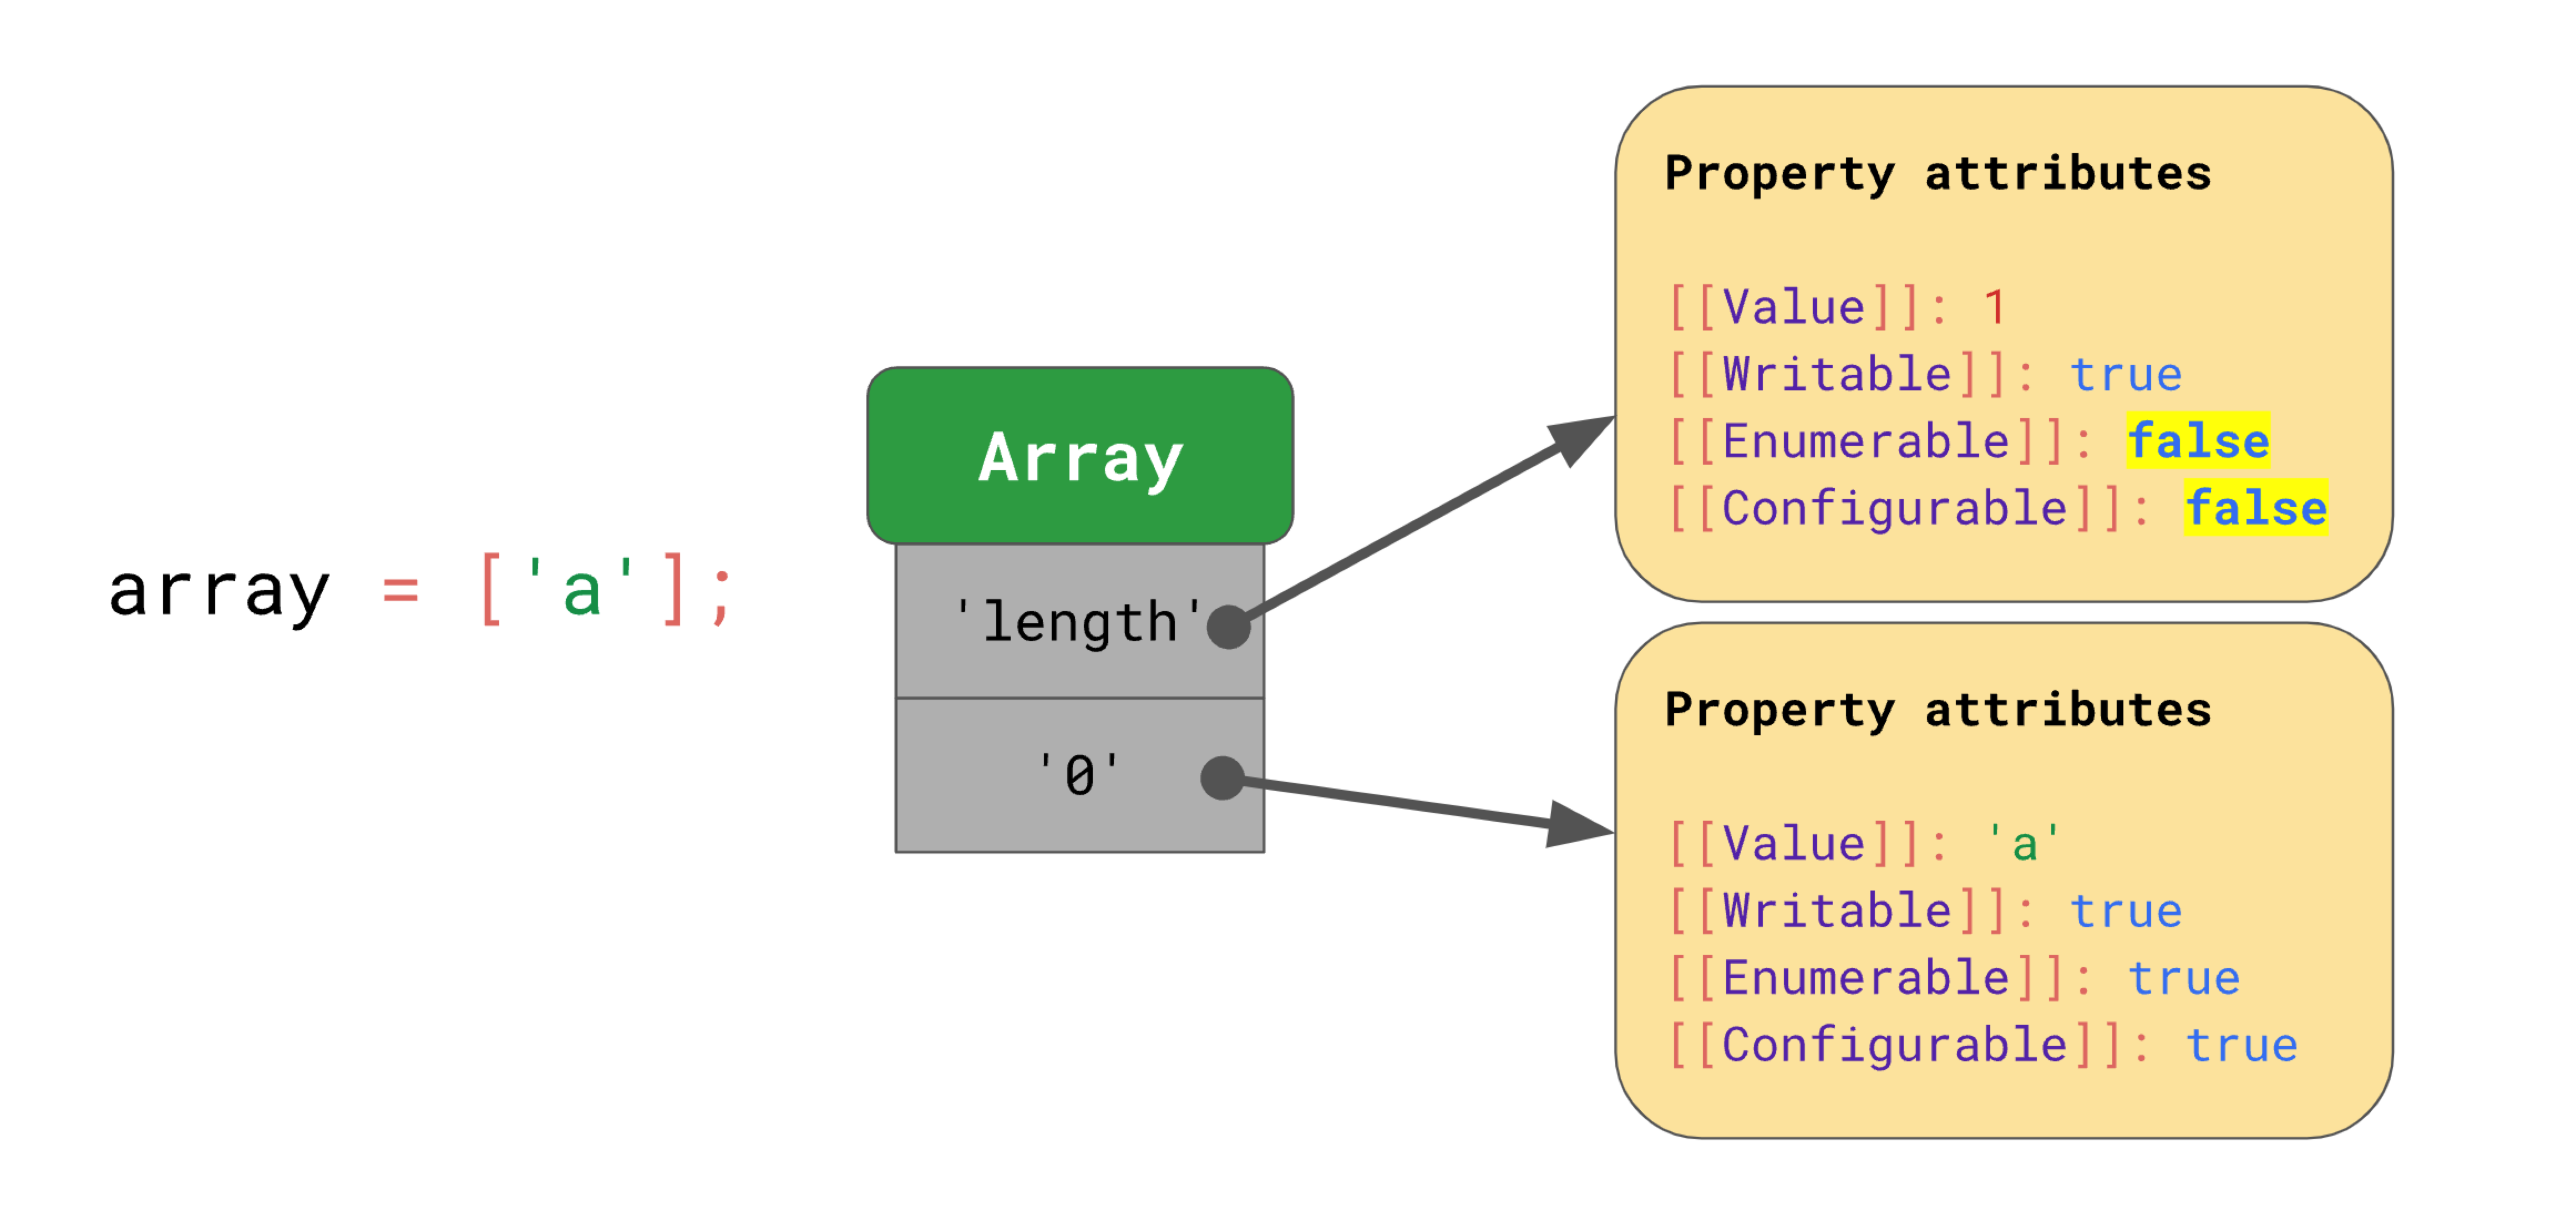 array = ['a'];
Array
'length'
'0'
Property attributes
[[Value]]: 1
[[Writable]]: true
[[Enumerable]]: false
[[Configurable]]: false
Property attributes
[[Value]]: 'a'
[[Writable]]: true
[[Enumerable]]: true
[[Configurable]]: true